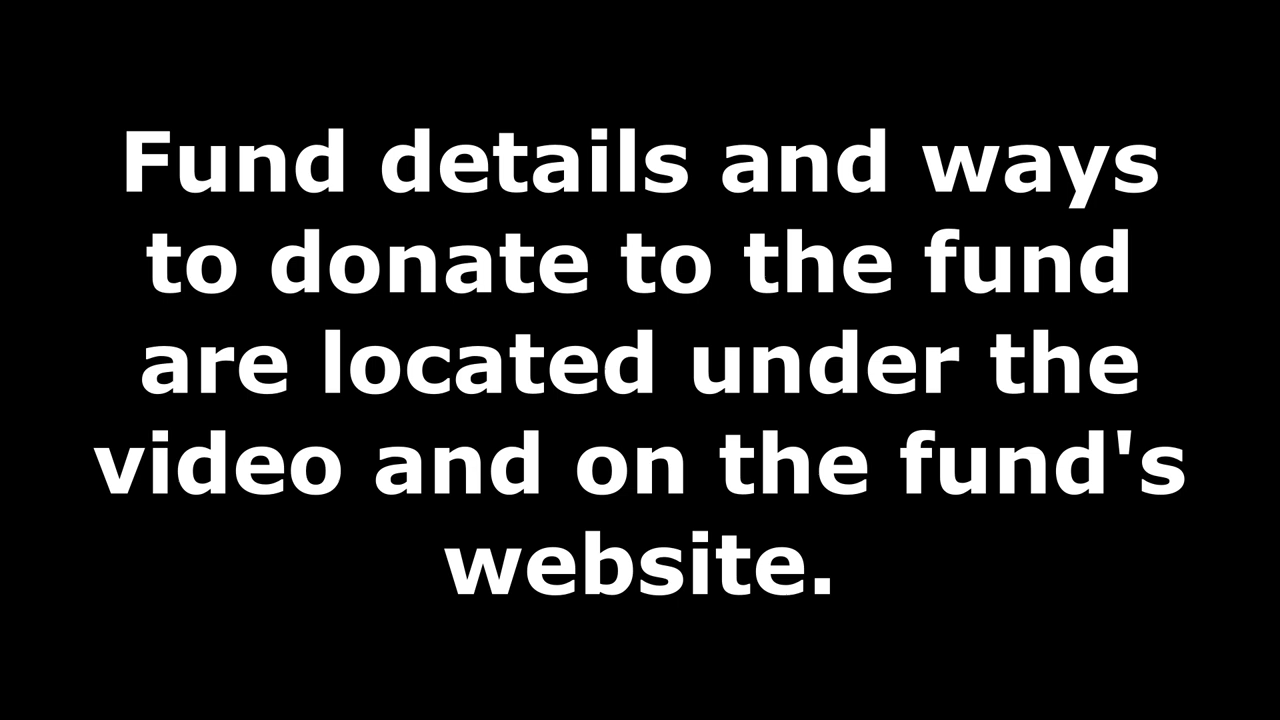 Fund details and ways
to donate to the fund
are located under the
video and on the fund's
website.